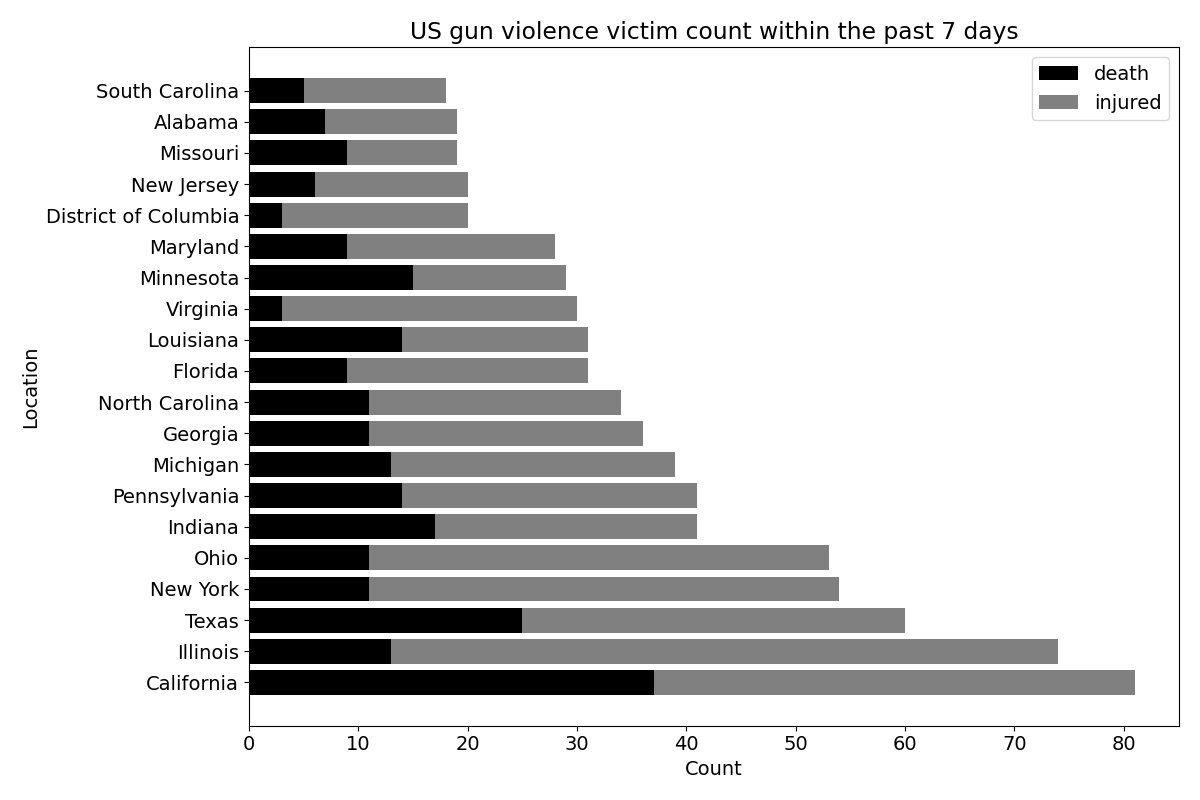 US gun violence victim count within the past 7 days
death
injured
South Carolina
Alabama
Missouri
New Jersey
District of Columbia
Maryland
Minnesota
Virginia
Louisiana
Florida
North Carolina
Georgia
Michigan
Pennsylvania
Indiana
Ohio
New York
Texas
Illinois
California
Location
0 10 20 30 40 50 60 70 80
Count